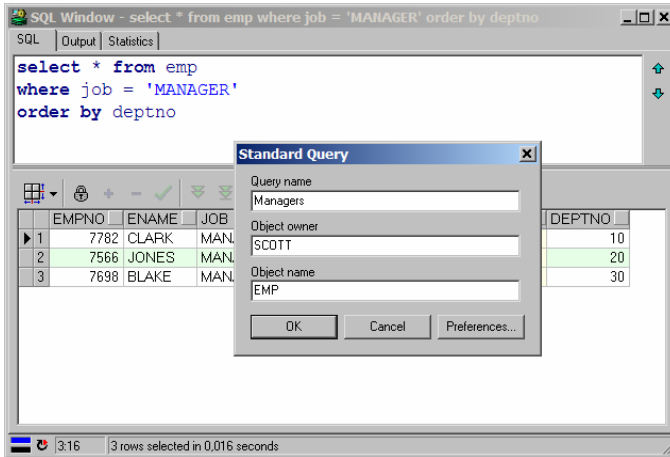 SQL Window - select * from emp where job = 'MANAGER' order by deptno
SQL Output Statistics
select * from emp
where job = 'MANAGER'
order by deptno
Standard Query
Query name
Managers
Object owner
SCOTT
Object name
EMP
OK Cancel Preferences...
EMPNO ENAME JOB DEPTNO
1 7782 CLARK MANA 10
2 7566 JONES MANA 20
3 7698 BLAKE MANA 30
3:16 3 rows selected in 0,016 seconds